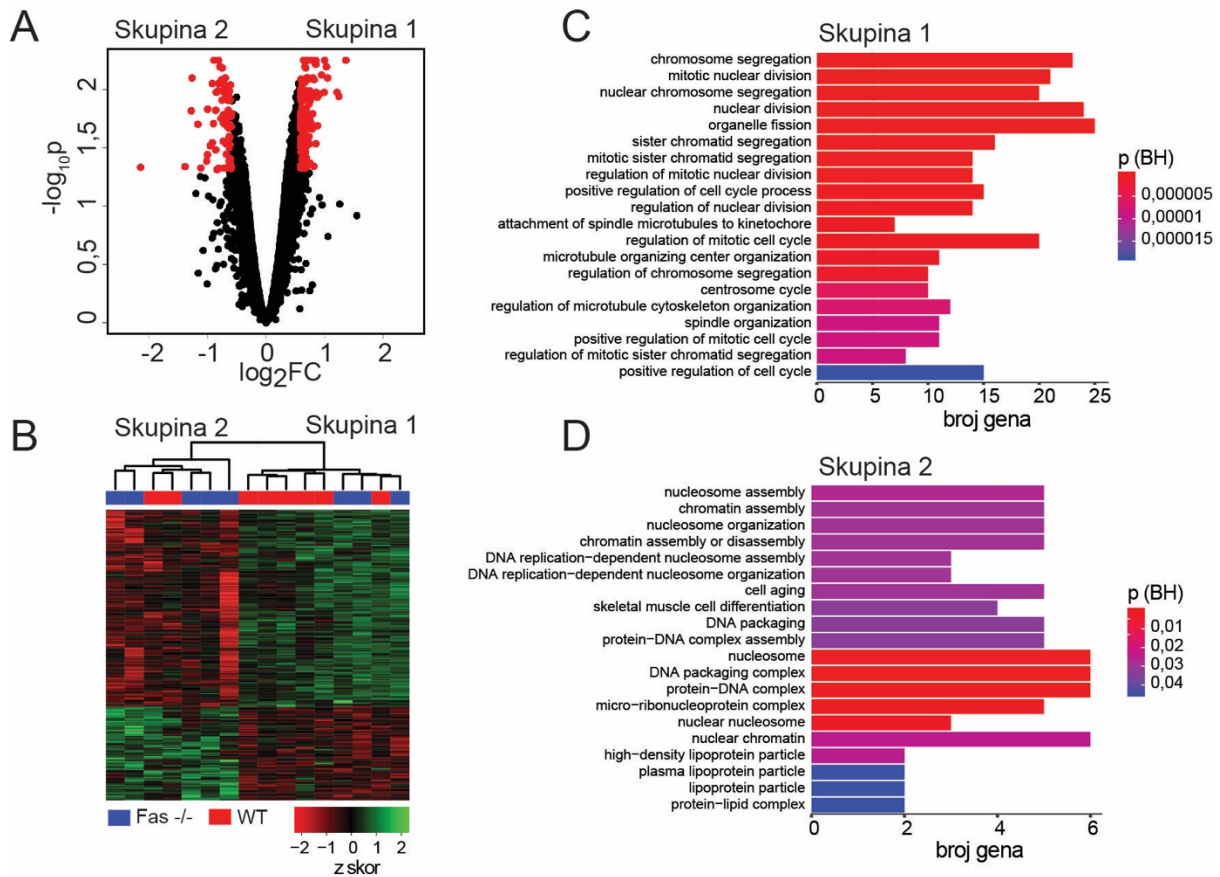 A
Skupina 2 Skupina 1
2
1,5
1
0,5
0
-log10p
-2 -1 0 1 2
log2FC
B
Skupina 2 Skupina 1
Fas -/- WT
−2 −1 0 1 2
z skor
C
Skupina 1
chromosome segregation
mitotic nuclear division
nuclear chromosome segregation
nuclear division
organelle fission
sister chromatid segregation
mitotic sister chromatid segregation
regulation of mitotic nuclear division
positive regulation of cell cycle process
regulation of nuclear division
attachment of spindle microtubules to kinetochore
regulation of mitotic cell cycle
microtubule organizing center organization
regulation of chromosome segregation
centrosome cycle
regulation of microtubule cytoskeleton organization
spindle organization
positive regulation of mitotic cell cycle
regulation of mitotic sister chromatid segregation
positive regulation of cell cycle
0 5 10 15 20 25
broj gena
p (BH)
0,000005
0,00001
0,000015
D
Skupina 2
nucleosome assembly
chromatin assembly
nucleosome organization
chromatin assembly or disassembly
DNA replication−dependent nucleosome assembly
DNA replication−dependent nucleosome organization
cell aging
skeletal muscle cell differentiation
DNA packaging
protein−DNA complex assembly
nucleosome
DNA packaging complex
protein−DNA complex
micro−ribonucleoprotein complex
nuclear nucleosome
nuclear chromatin
high−density lipoprotein particle
plasma lipoprotein particle
lipoprotein particle
protein−lipid complex
0 2 4 6
broj gena
p (BH)
0,01
0,02
0,03
0,04